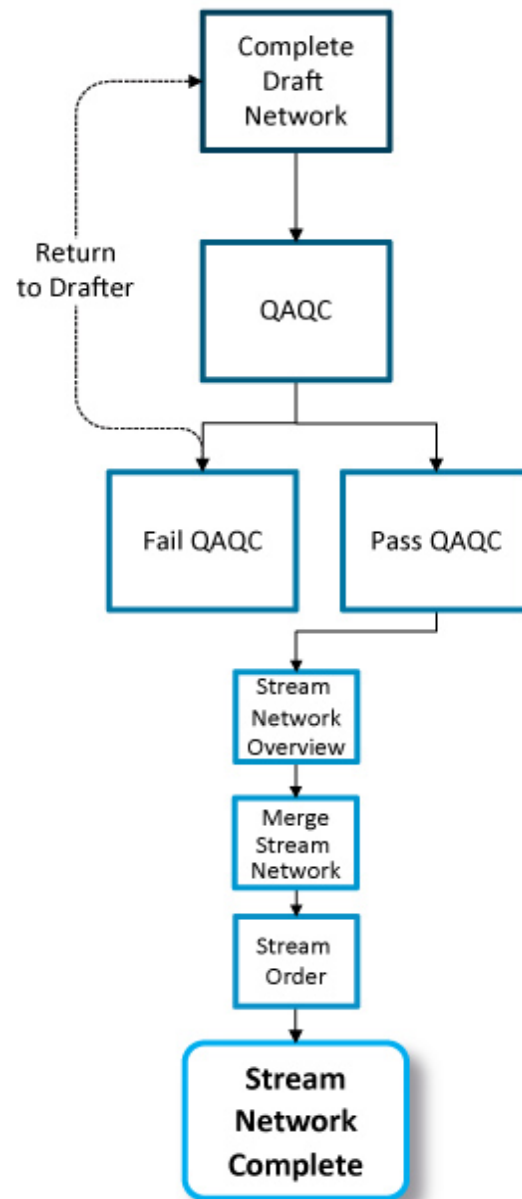 Complete
Draft
Network
Return
to Drafter
QAQC
Fail QAQC
Pass QAQC
Stream
Network
Overview
Merge
Stream
Network
Stream
Order
Stream
Network
Complete